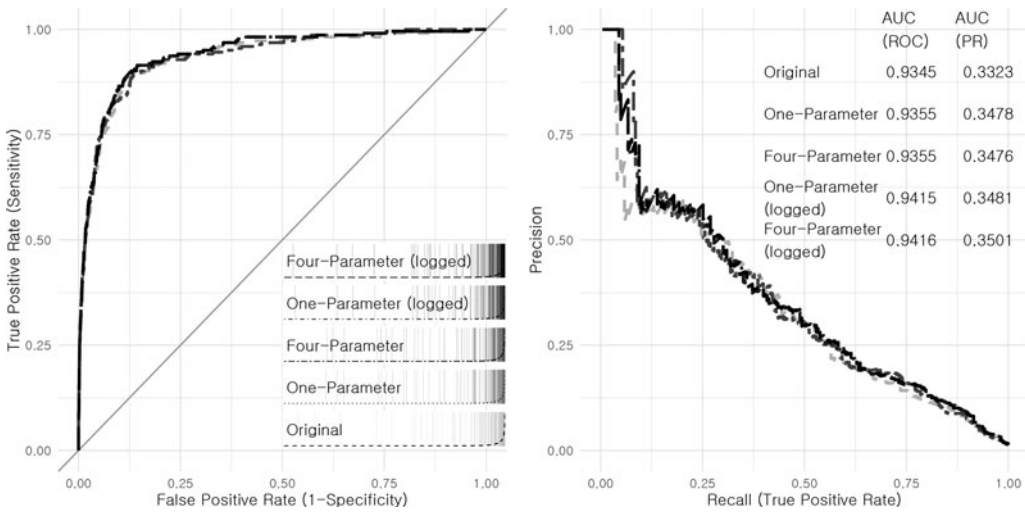 1.00
0.75
0.50
0.25
0.00
True Positive Rate (Sensitivity)
Four-Parameter (logged)
One-Parameter (logged)
Four-Parameter
One-Parameter
Original
0.00 0.25 0.50 0.75 1.00
False Positive Rate (1-Specificity)
1.00
0.75
0.50
0.25
0.00
Precision
AUC AUC
(ROC) (PR)
Original 0.9345 0.3323
One-Parameter 0.9355 0.3478
Four-Parameter 0.9355 0.3476
One-Parameter
(logged) 0.9415 0.3481
Four-Parameter
(logged) 0.9416 0.3501
0.00 0.25 0.50 0.75 1.00
Recall (True Positive Rate)